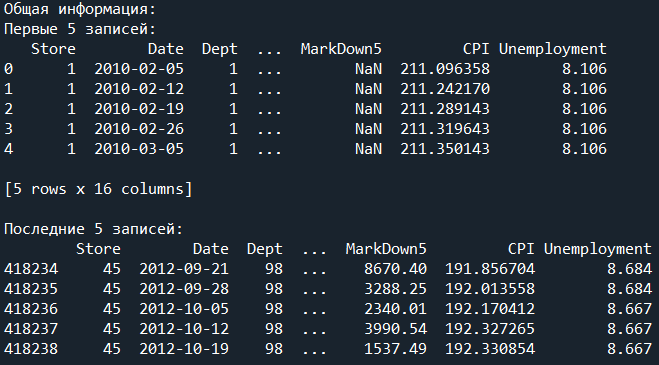 Общая информация:
Первые 5 записей:
   Store        Date  Dept  ...  MarkDown5         CPI Unemployment
0      1  2010-02-05     1  ...        NaN  211.096358        8.106
1      1  2010-02-12     1  ...        NaN  211.242170        8.106
2      1  2010-02-19     1  ...        NaN  211.289143        8.106
3      1  2010-02-26     1  ...        NaN  211.319643        8.106
4      1  2010-03-05     1  ...        NaN  211.350143        8.106
[5 rows x 16 columns]
Последние 5 записей:
        Store        Date  Dept  ...  MarkDown5         CPI Unemployment
418234     45  2012-09-21    98  ...    8670.40  191.856704        8.684
418235     45  2012-09-28    98  ...    3288.25  192.013558        8.684
418236     45  2012-10-05    98  ...    2340.01  192.170412        8.667
418237     45  2012-10-12    98  ...    3990.54  192.327265        8.667
418238     45  2012-10-19    98  ...    1537.49  192.330854        8.667